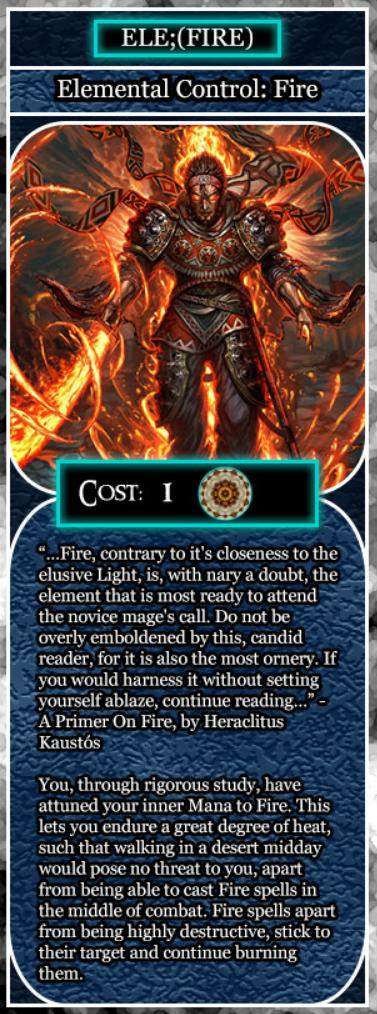 ELE;(FIRE)
Elemental Control: Fire
COST: 1
"...Fire, contrary to it's closeness to the
elusive Light, is, with nary a doubt, the
element that is most ready to attend
the novice mage's call. Do not be
overly emboldened by this, candid
reader, for it is also the most ornery. If
you would harness it without setting
yourself ablaze, continue reading..." -
A Primer On Fire, by Heraclitus
Kaustós
You, through rigorous study, have
attuned your inner Mana to Fire. This
lets you endure a great degree of heat,
such that walking in a desert midday
would pose no threat to you, apart
from being able to cast Fire spells in
the middle of combat. Fire spells apart
from being highly destructive, stick to
their target and continue burning
them.